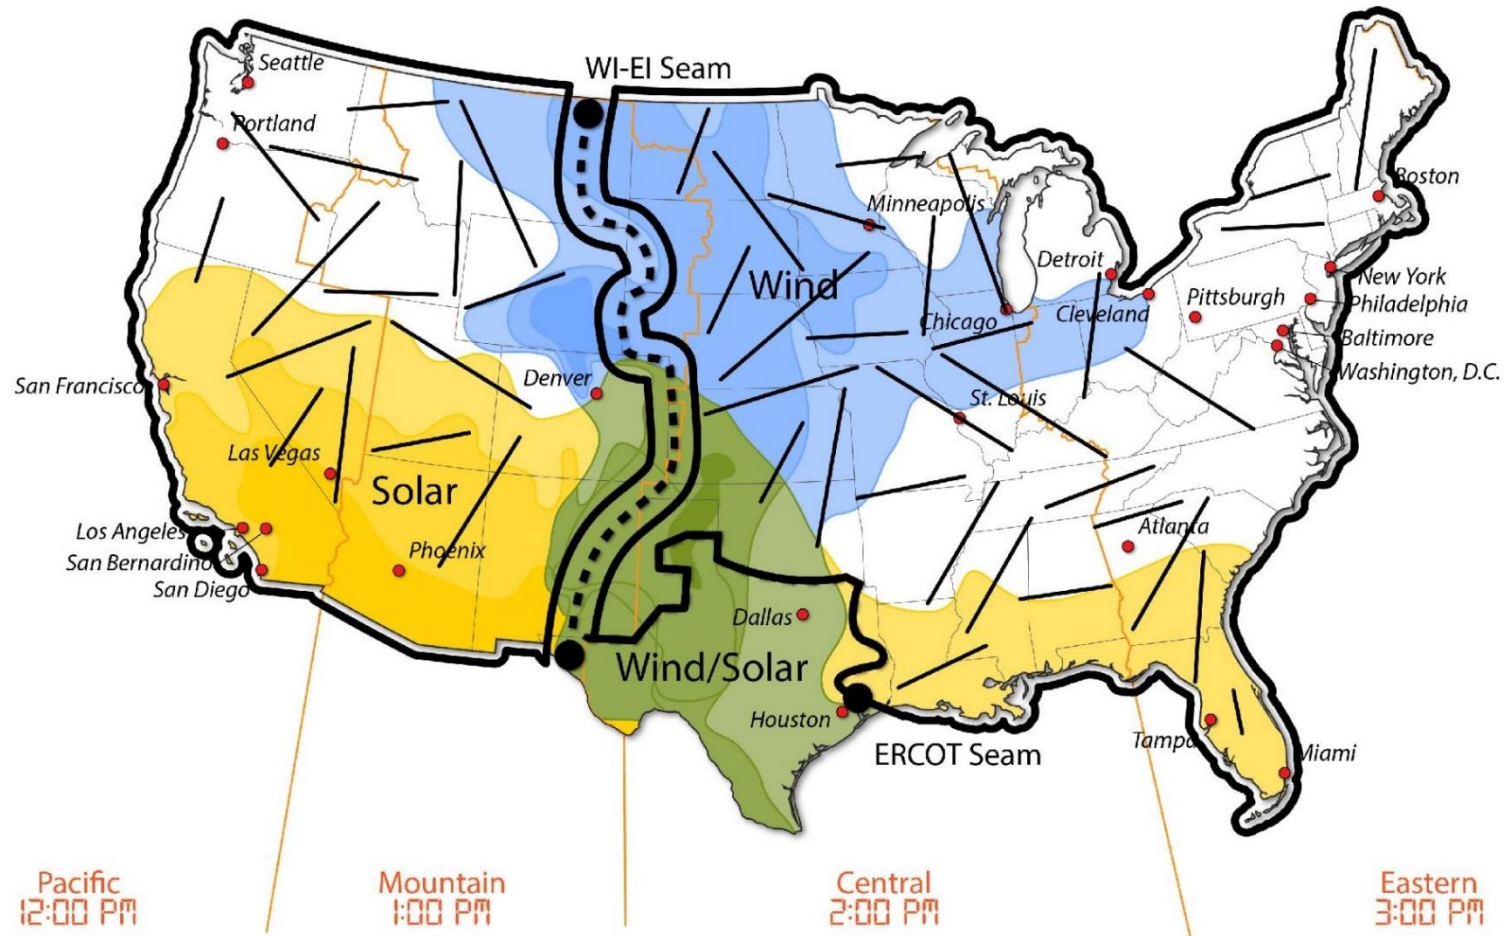 WI-EI Seam
Seattle
Portland
Minneapolis
Boston
Detroit
Wind
New York
Pittsburgh
Philadelphia
Chicago
Cleveland
Baltimore
Washington, D.C.
San Francisco
Denver
St. Louis
Las Vegas
Solar
Los Angeles
Atlanta
Phoenix
San Bernardino
San Diego
Dallas
Wind/Solar
Houston
Tampa
ERCOT Seam
Miami
Pacific
12:00 PM
Mountain
1:00 PM
Central
2:00 PM
Eastern
3:00 PM